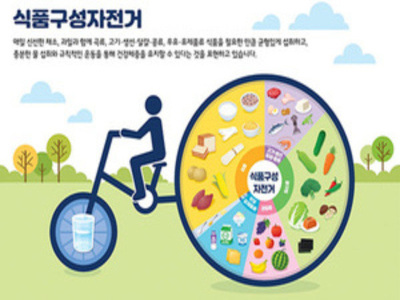 식품구성자전거
매일 신선한 채소, 과일과 함께 곡류, 고기·생선·달걀·콩류, 우유·유제품류 식품을 필요한 만큼 균형있게 섭취하고,
충분한 물 섭취와 규칙적인 운동을 통해 건강체중을 유지할 수 있다는 것을 표현하고 있습니다.
식품구성
자전거